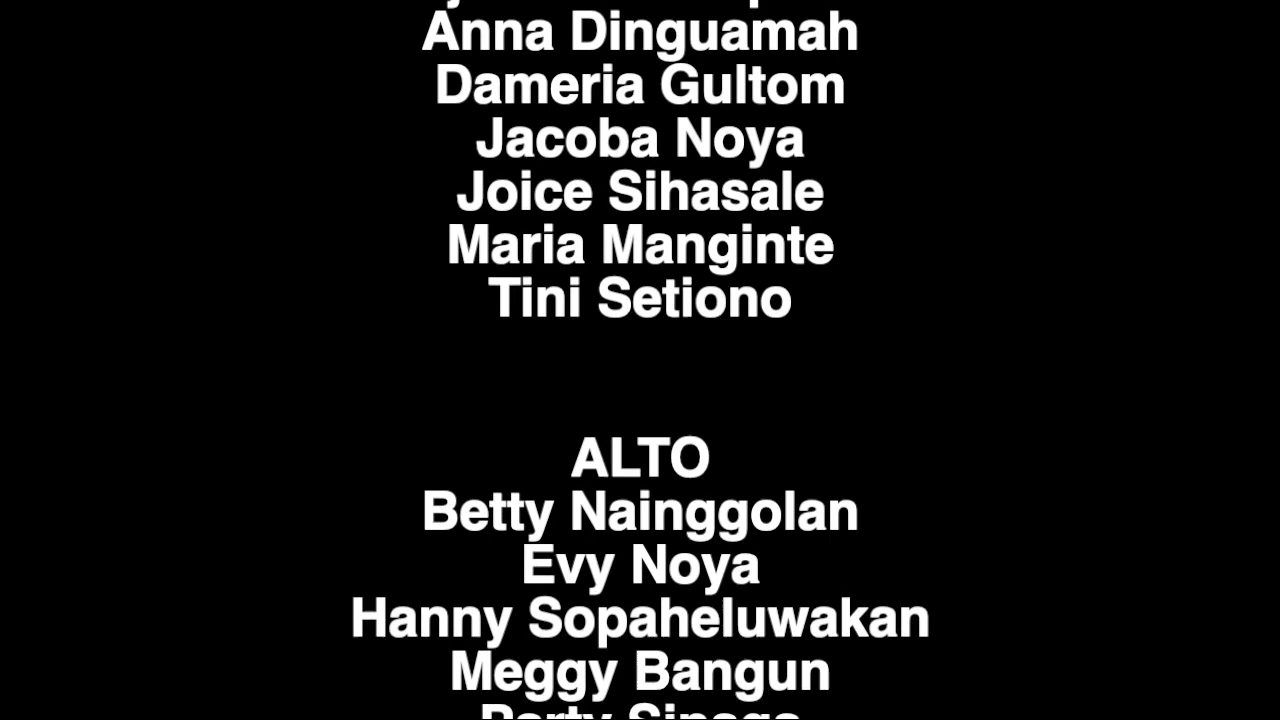 Anna Dinguamah
Dameria Gultom
Jacoba Noya
Joice Sihasale
Maria Manginte
Tini Setiono
ALTO
Betty Nainggolan
Evy Noya
Hanny Sopaheluwakan
Meggy Bangun